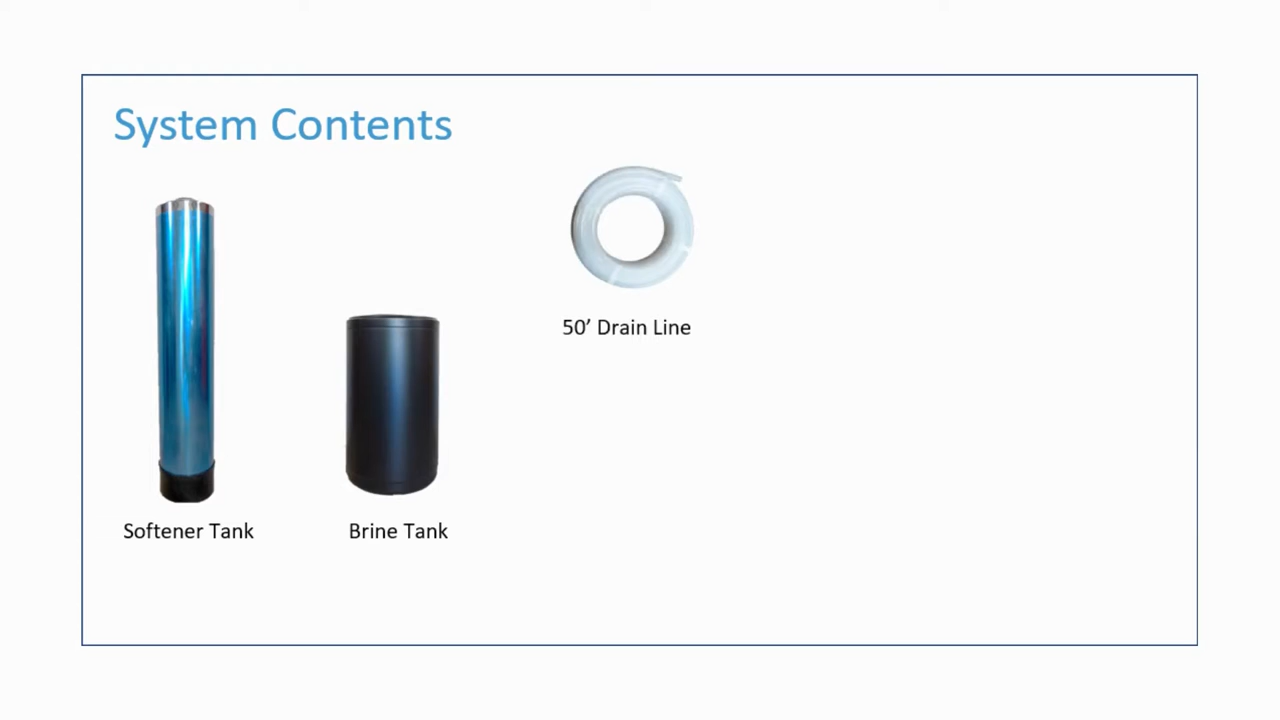 System Contents
50’ Drain Line
Softener Tank
Brine Tank